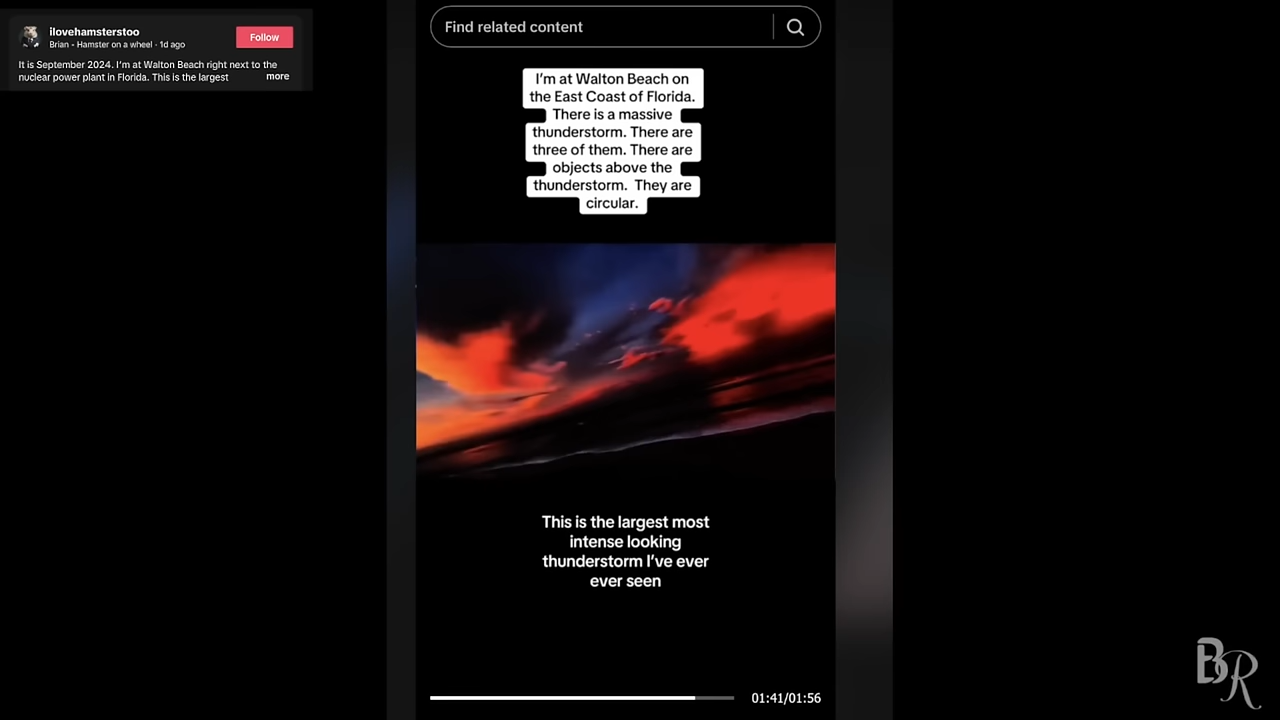 ilovehamsterstoo
Brian - Hamster on a wheel · 1d ago
Follow
It is September 2024. I'm at Walton Beach right next to the
nuclear power plant in Florida. This is the largest
more
Find related content
I'm at Walton Beach on
the East Coast of Florida.
There is a massive
thunderstorm. There are
three of them. There are
objects above the
thunderstorm.  They are
circular.
This is the largest most
intense looking
thunderstorm I've ever
ever seen
01:41/01:56
BR